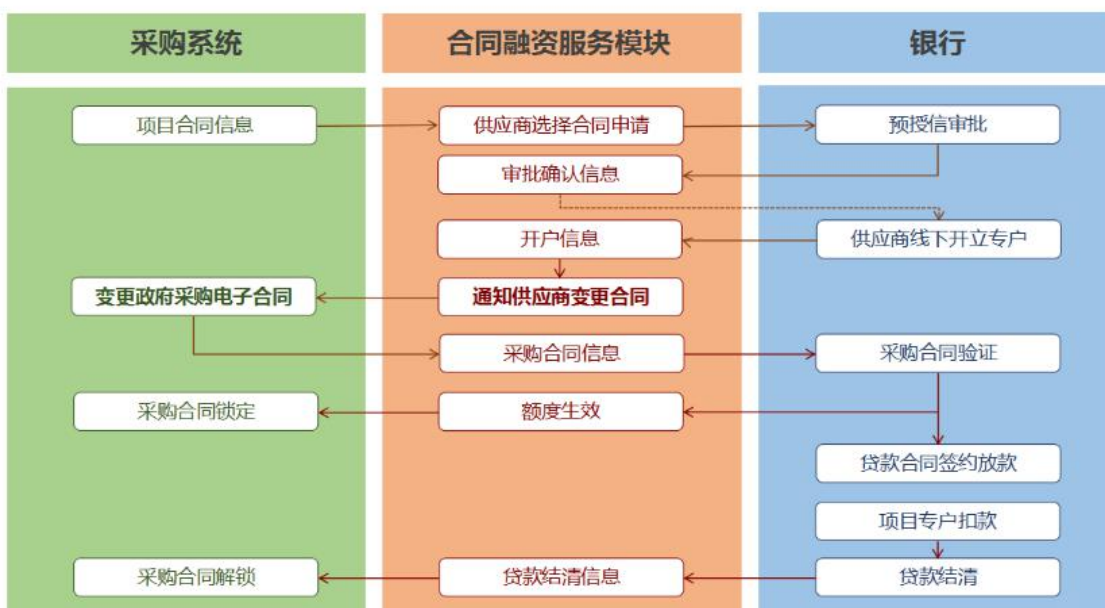 采购系统
合同融资服务模块
银行
项目合同信息
供应商选择合同申请
预授信审批
审批确认信息
供应商线下开立专户
开户信息
变更政府采购电子合同
通知供应商变更合同
采购合同信息
采购合同验证
采购合同锁定
额度生效
贷款合同签约放款
项目专户扣款
采购合同解锁
贷款结清信息
贷款结清